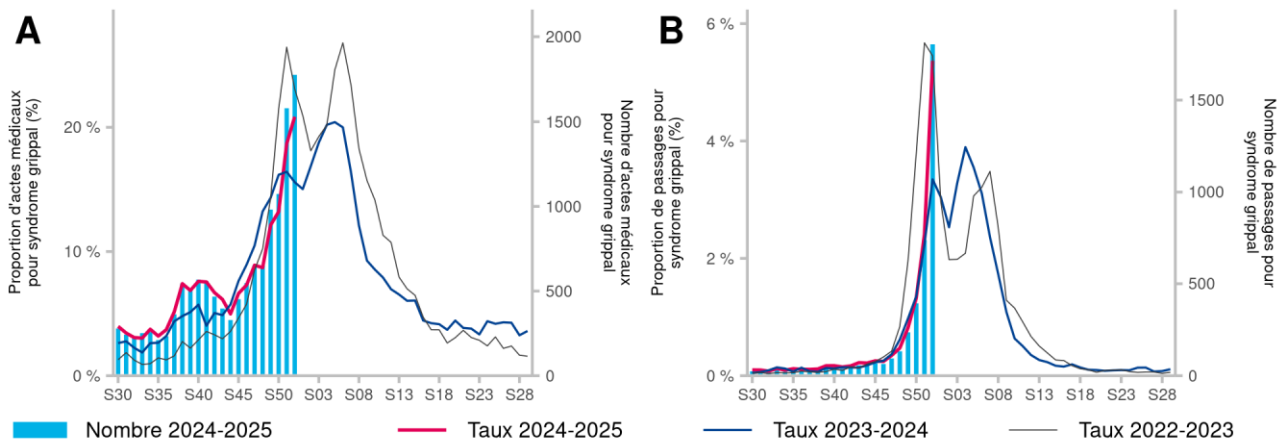 A
Proportion d'actes médicaux
pour syndrome grippal (%)
20 %
10 %
0 %
2000
1500
1000
500
0
Nombre d'actes médicaux
pour syndrome grippal
S30 S35 S40 S45 S50 S03 S08 S13 S18 S23 S28
B
Proportion de passages pour
syndrome grippal (%)
6 %
4 %
2 %
0 %
1500
1000
500
0
Nombre de passages pour
syndrome grippal
S30 S35 S40 S45 S50 S03 S08 S13 S18 S23 S28
Nombre 2024-2025 Taux 2024-2025 Taux 2023-2024 Taux 2022-2023